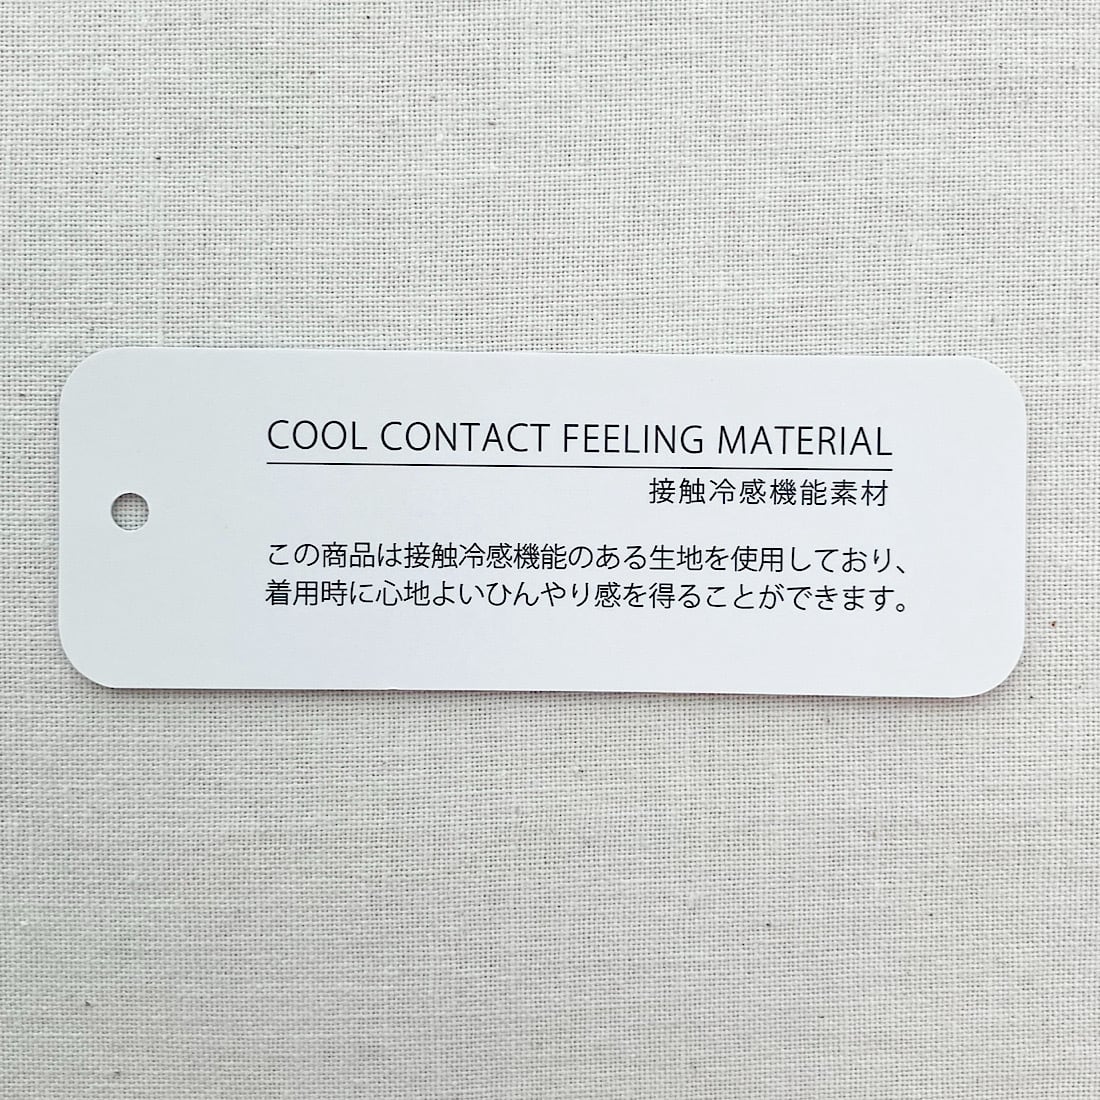 COOL CONTACT FEELING MATERIAL
接触冷感機能素材
この商品は接触冷感機能のある生地を使用しており、
着用時に心地よいひんやり感を得ることができます。